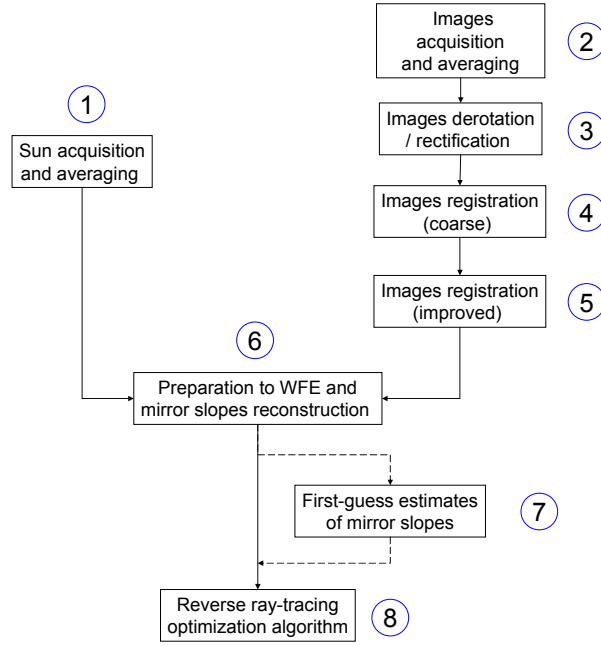 Images
acquisition
and averaging
2
1
Images derotation
/ rectification
3
Sun acquisition
and averaging
Images registration
(coarse)
4
Images registration
(improved)
5
6
Preparation to WFE and
mirror slopes reconstruction
First-guess estimates
of mirror slopes
7
Reverse ray-tracing
optimization algorithm
8